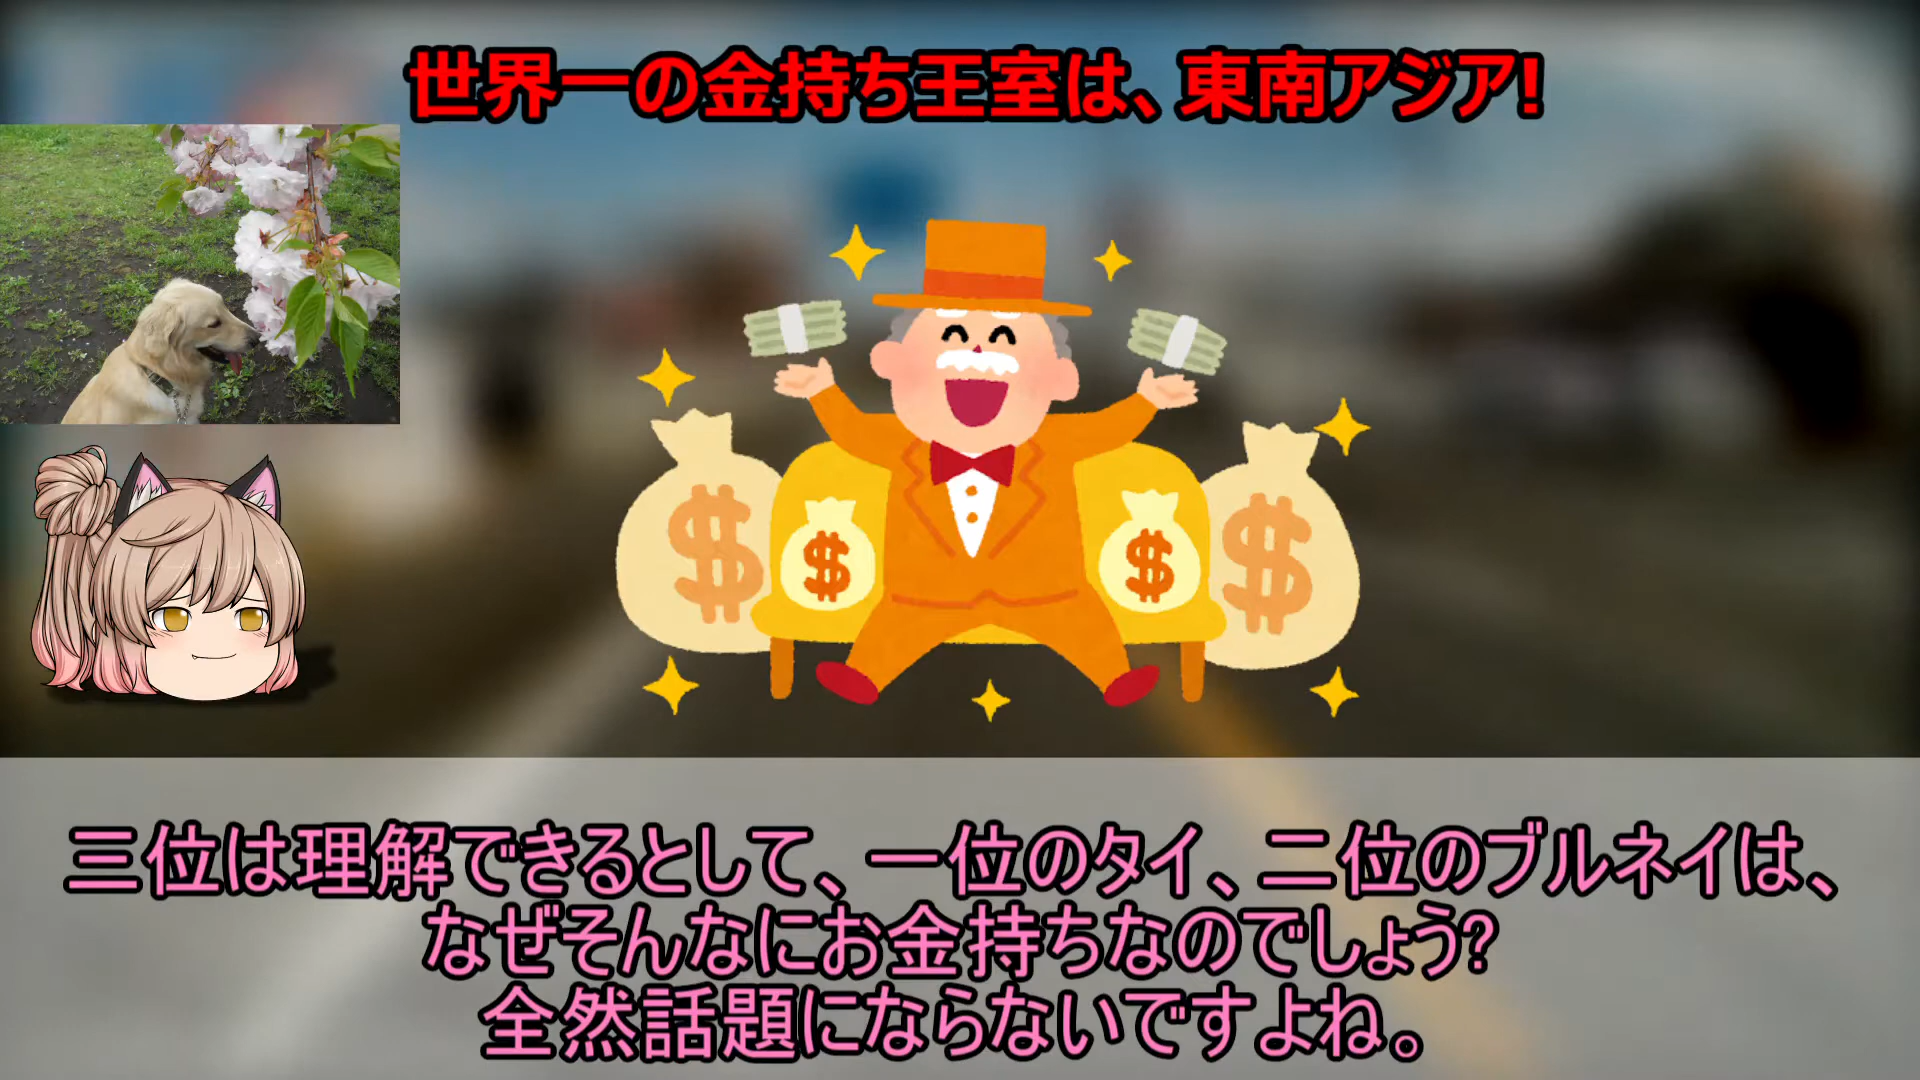 世界一の金持ち王室は、東南アジア!
$ $ $ $
三位は理解できるとして、一位のタイ、二位のブルネイは、
なぜそんなにお金持ちなのでしょう?
全然話題にならないですよね。